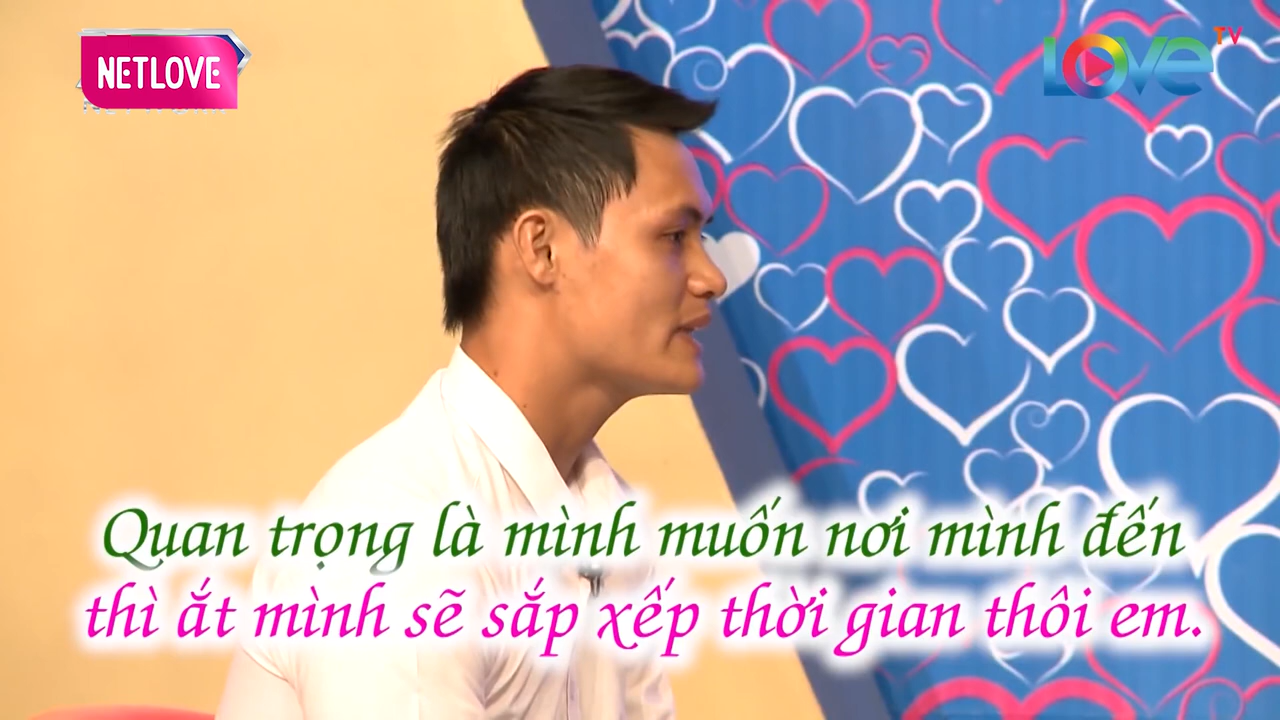 NETLOVE
LOVE TV
Quan trọng là mình muốn nơi mình đến
thì ắt mình sẽ sắp xếp thời gian thôi em.